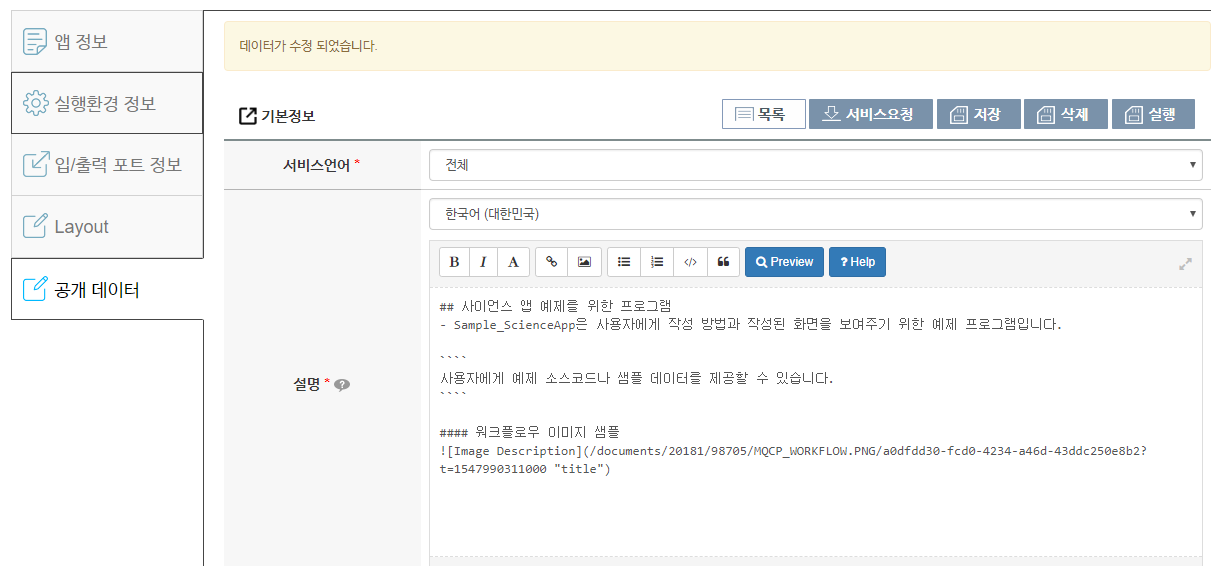 앱 정보
실행환경 정보
입/출력 포트 정보
Layout
공개 데이터
데이터가 수정 되었습니다.
기본정보
목록 서비스요청 저장 삭제 실행
서비스언어 * 전체
한국어 (대한민국)
B I A Preview ? Help
설명 * ?
## 사이언스 앱 예제를 위한 프로그램
- Sample_ScienceApp은 사용자에게 작성 방법과 작성된 화면을 보여주기 위한 예제 프로그램입니다.
````
사용자에게 예제 소스코드나 샘플 데이터를 제공할 수 있습니다.
````
#### 워크플로우 이미지 샘플
![Image Description](/documents/20181/98705/MQCP_WORKFLOW.PNG/a0dfdd30-fcd0-4234-a46d-43ddc250e8b2?
t=1547990311000 "title")